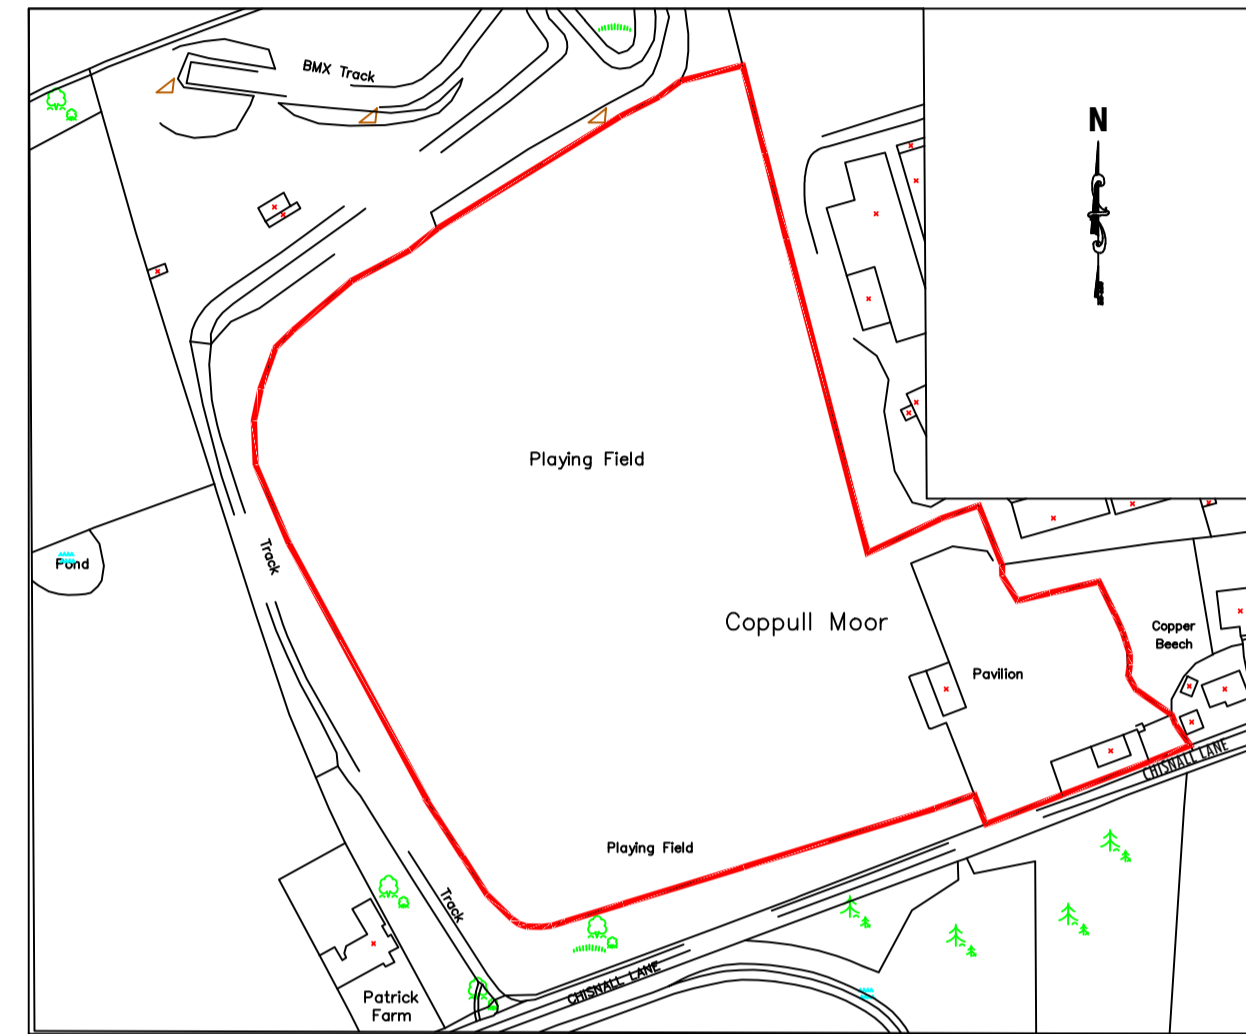 BMX Track
N
Playing Field
Track
Pond
Coppull Moor
Copper
Beech
Pavilion
CHISNALL LANE
Playing Field
Track
CHISNALL LANE
Patrick
Farm